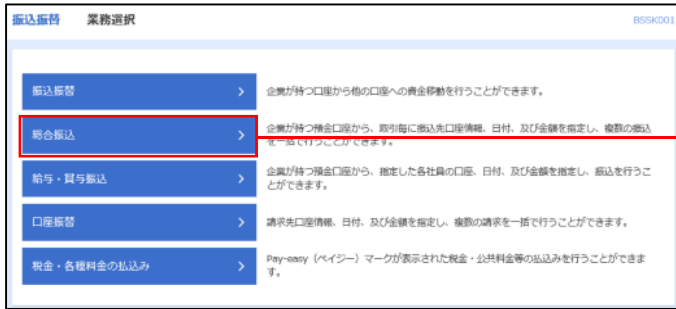 振込振替 業務選択 BSSK001
振込振替 企業が持つ口座から他の口座への資金移動を行うことができます。
総合振込 企業が持つ預金口座から、取引毎に振込先口座情報、日付、及び金額を指定し、複数の振込
を一括で行うことができます。
給与・賞与振込 企業が持つ預金口座から、指定した各社員の口座、日付、及び金額を指定し、振込を行うこ
とができます。
口座振替 請求先口座情報、日付、及び金額を指定し、複数の請求を一括で行うことができます。
税金・各種料金の払込み Pay-easy（ペイジー）マークが表示された税金・公共料金等の払込みを行うことができま
す。